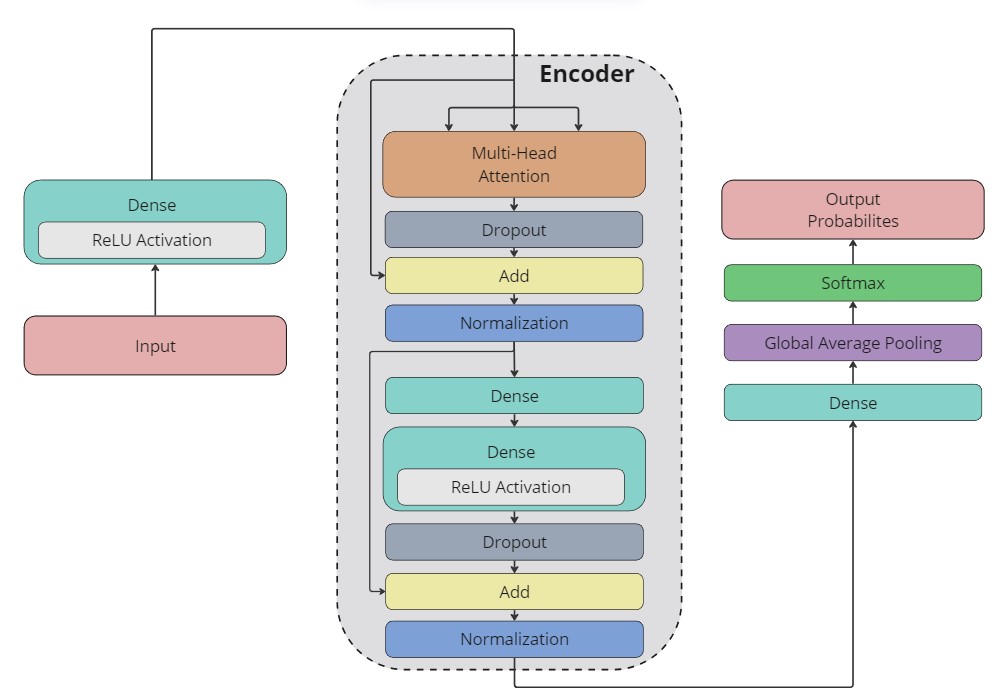 Input
Dense
ReLU Activation
Encoder
Multi-Head
Attention
Dropout
Add
Normalization
Dense
Dense
ReLU Activation
Dropout
Add
Normalization
Dense
Global Average Pooling
Softmax
Output
Probabilites